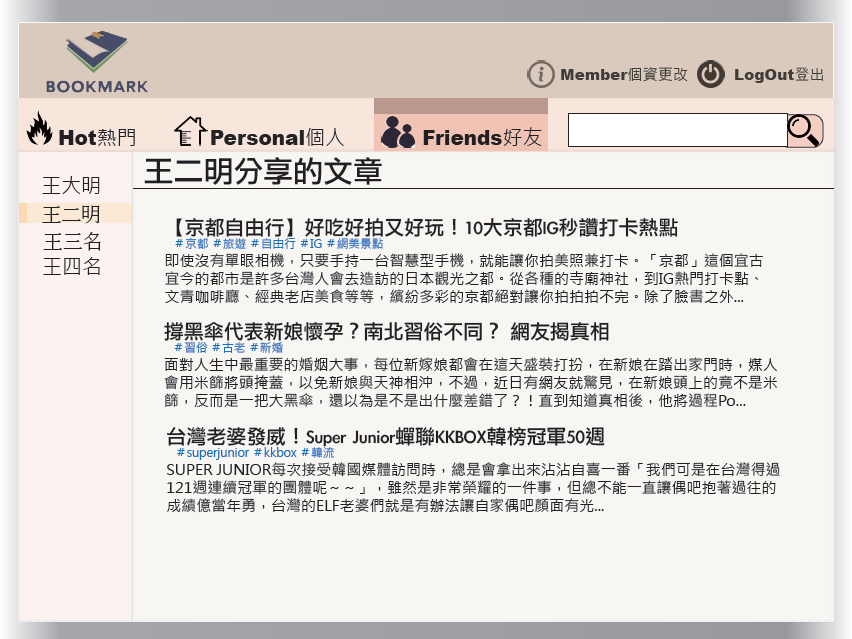 BOOKMARK
Member個資更改
LogOut登出
Hot熱門
Personal個人
Friends好友
王大明
王二明
王三名
王四名
王二明分享的文章
【京都自由行】好吃好拍又好玩！10大京都IG秒讚打卡熱點
#京都 #旅遊 #自由行 #IG #網美景點
即使沒有單眼相機，只要手持一台智慧型手機，就能讓你拍美照兼打卡。「京都」這個宜古
宜今的都市是許多台灣人會去造訪的日本觀光之都。從各種的寺廟神社，到IG熱門打卡點、
文青咖啡廳、經典老店美食等等，繽紛多彩的京都絕對讓你拍拍拍不完。除了臉書之外...
撐黑傘代表新娘懷孕？南北習俗不同？ 網友揭真相
#習俗 #古老 #新婚
面對人生中最重要的婚姻大事，每位新嫁娘都會在這天盛裝打扮，在新娘在踏出家門時，媒人
會用米篩將頭掩蓋，以免新娘與天神相沖，不過，近日有網友就驚見，在新娘頭上的竟不是米
篩，反而是一把大黑傘，還以為是不是出什麼差錯了？！直到知道真相後，他將過程Po...
台灣老婆發威！Super Junior蟬聯KKBOX韓榜冠軍50週
#superjunior #kkbox #韓流
SUPER JUNIOR每次接受韓國媒體訪問時，總是會拿出來沾沾自喜一番「我們可是在台灣得過
121週連續冠軍的團體呢～～」，雖然是非常榮耀的一件事，但總不能一直讓偶吧抱著過往的
成績億當年勇，台灣的ELF老婆們就是有辦法讓自家偶吧顏面有光...